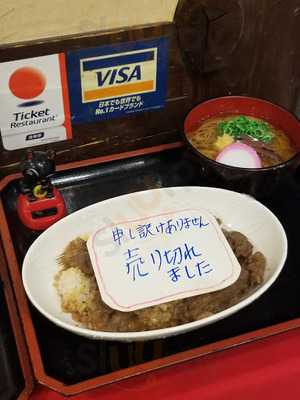 Ticket
Restaurant
VISA
日本でも世界でも
No.1カードブランド
申し訳けありません
売り切れ
ました